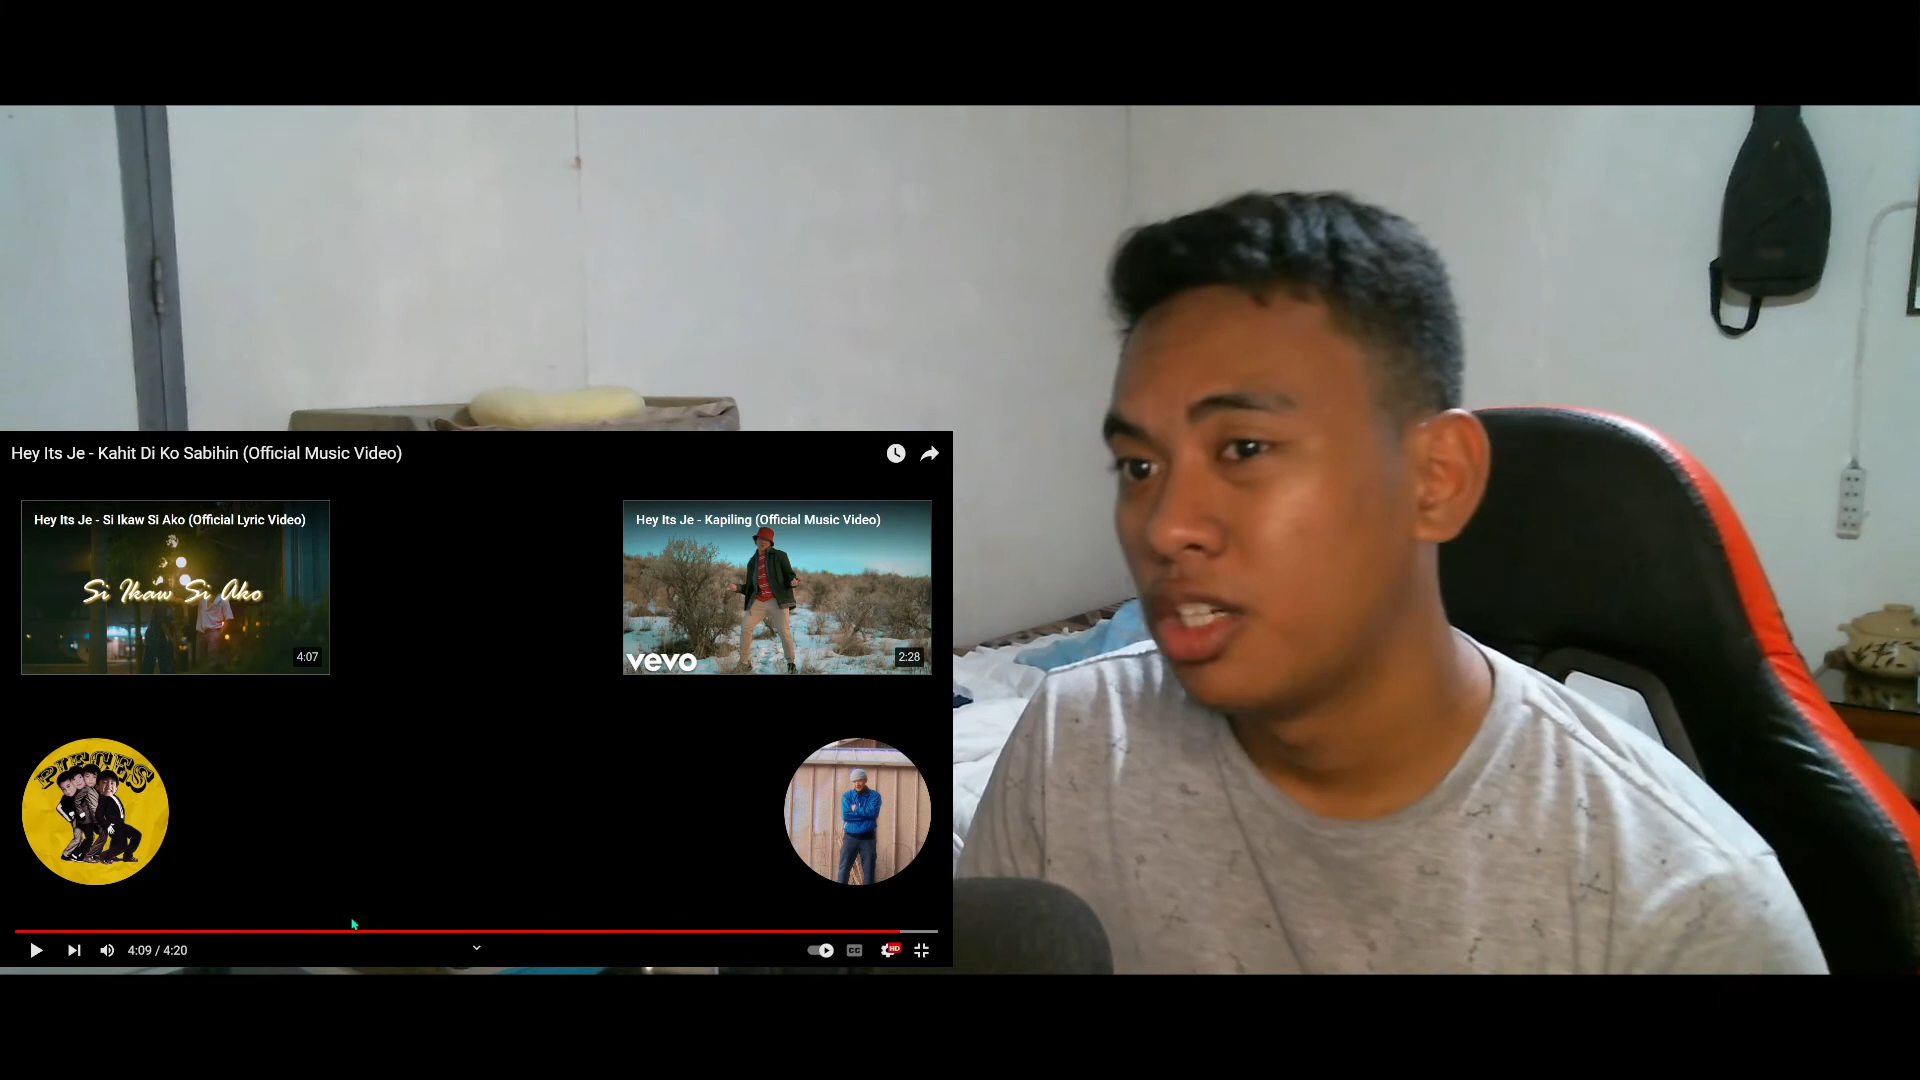 Hey Its Je - Kahit Di Ko Sabihin (Official Music Video)
Hey Its Je - Si Ikaw Si Ako (Official Lyric Video)
Si Ikaw Si Ako
4:07
Hey Its Je - Kapiling (Official Music Video)
vevo
2:28
PIECES
4:09 / 4:20
CC
HD